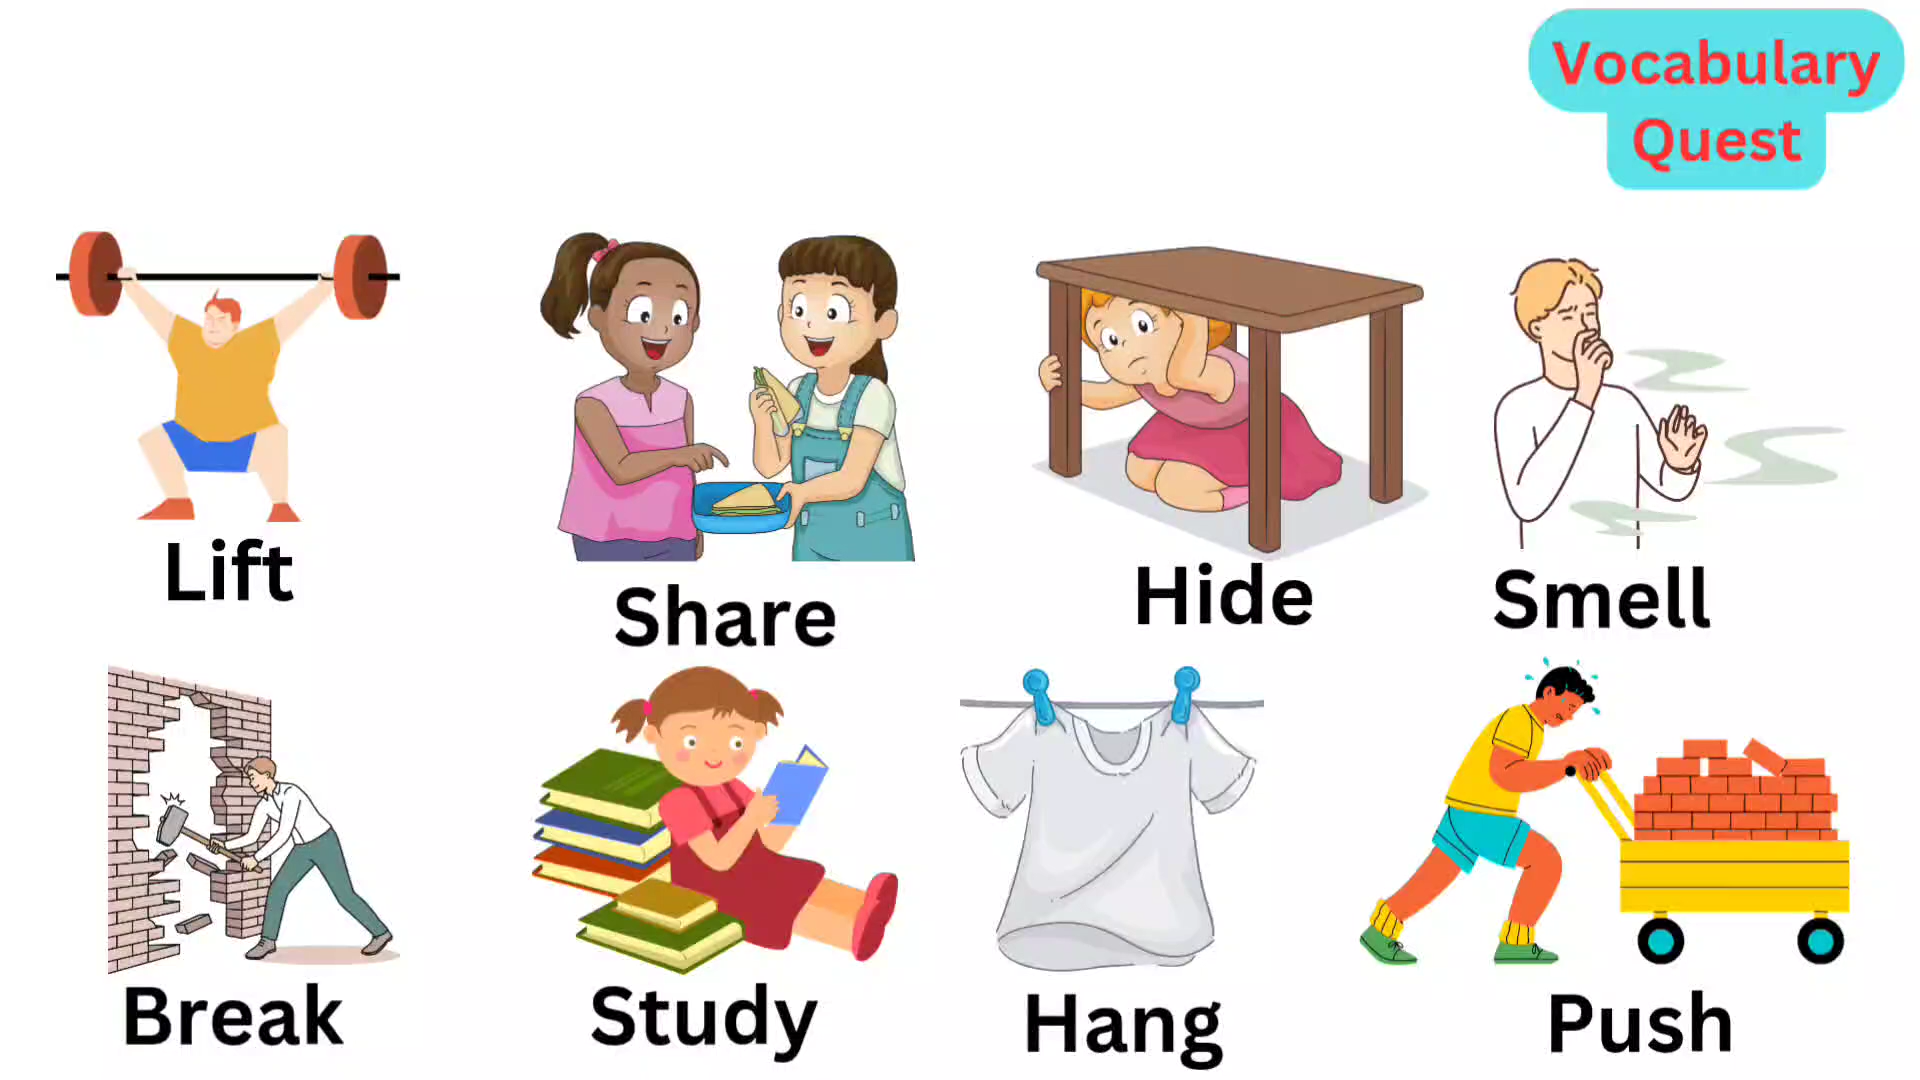 Vocabulary
Quest
Lift
Share
Hide
Smell
Break
Study
Hang
Push